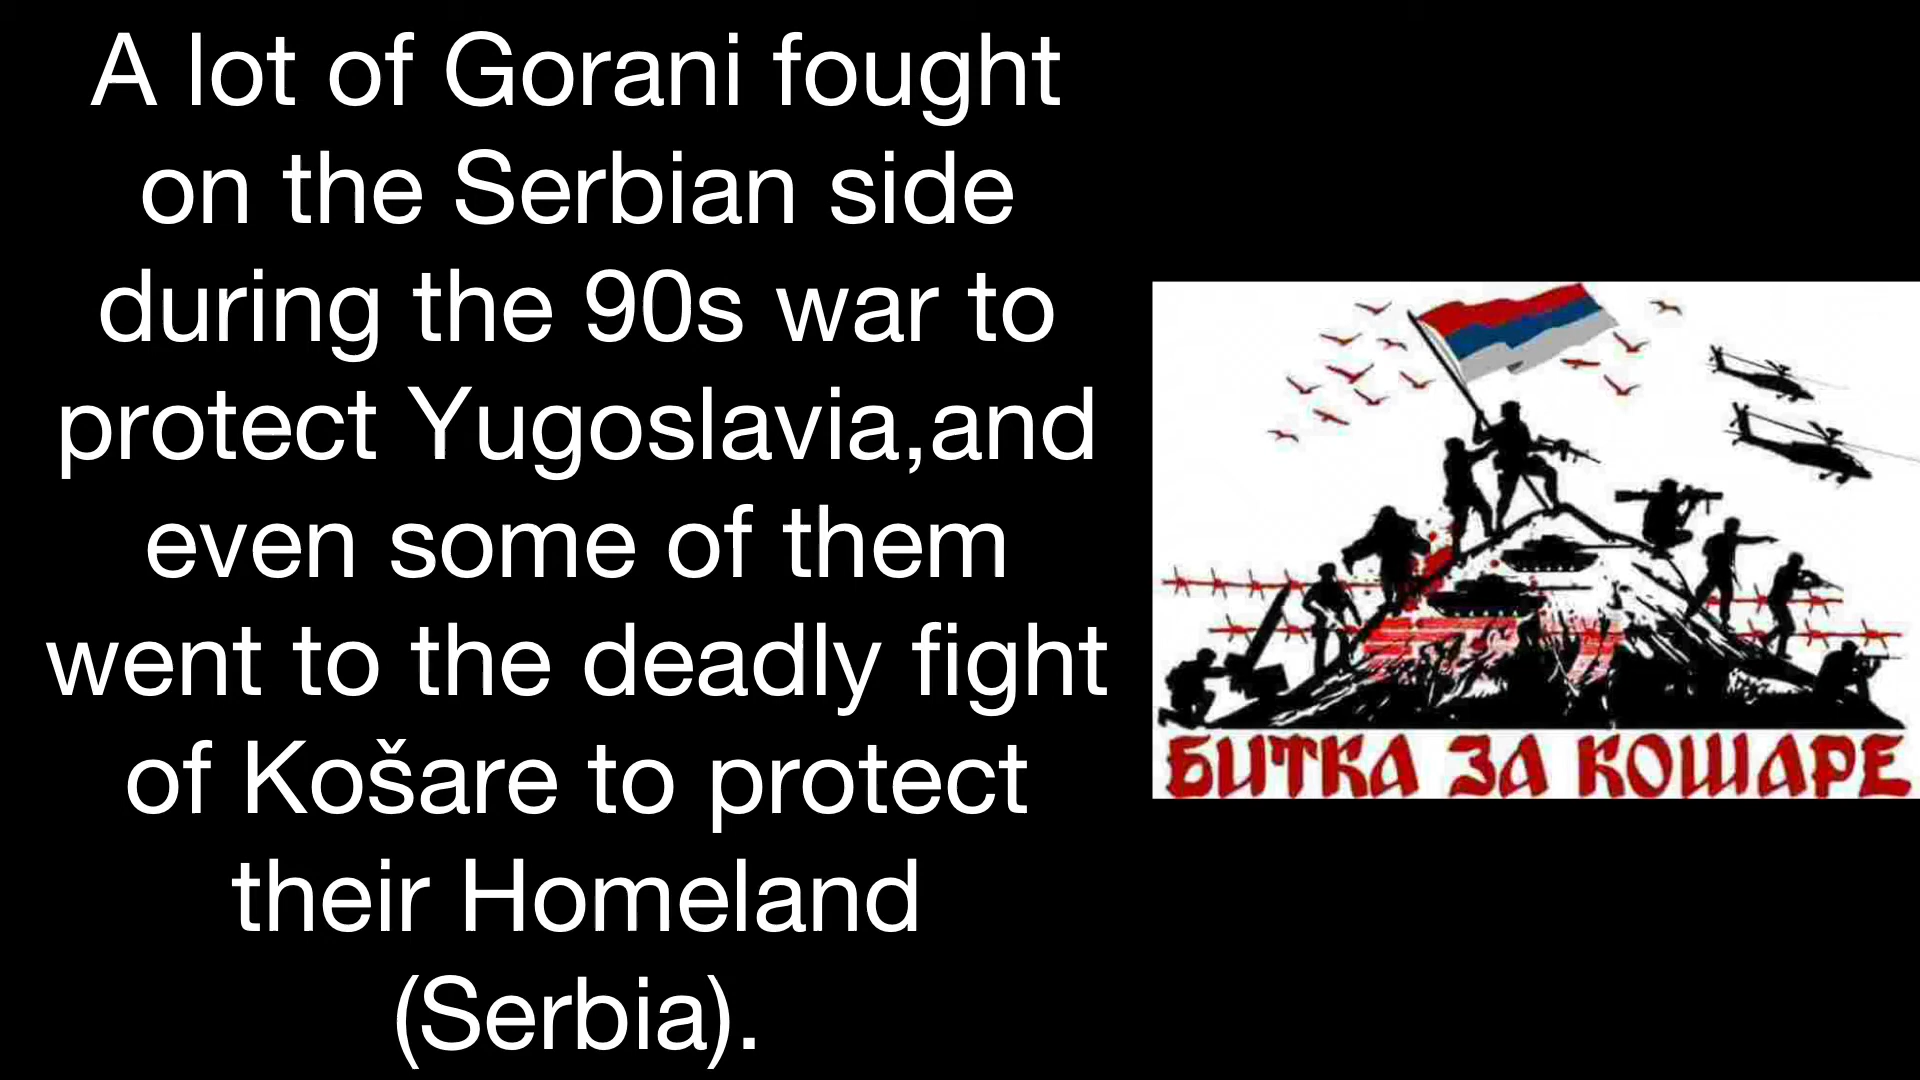 A lot of Gorani fought
on the Serbian side
during the 90s war to
protect Yugoslavia,and
even some of them
went to the deadly fight
of Košare to protect
their Homeland
(Serbia).
БИТКА ЗА КОШАРЕ